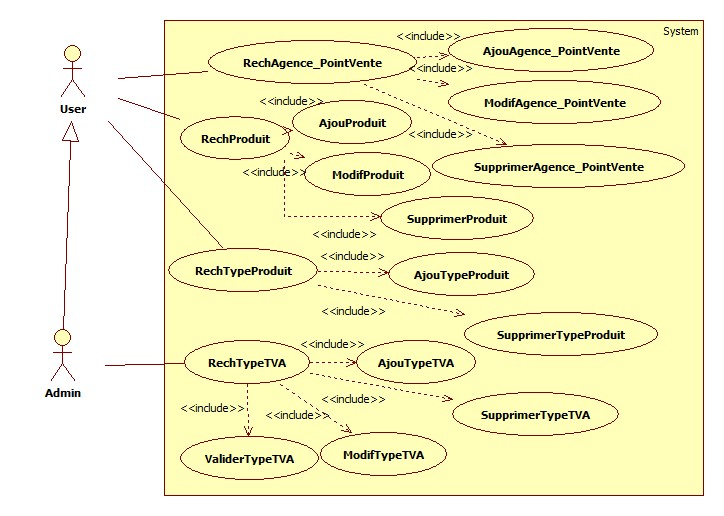 System
<<include>>
AjouAgence_PointVente
RechAgence_PointVente
<<include>>
User
ModifAgence_PointVente
<<include>>
AjouProduit
RechProduit
<<include>>
SupprimerAgence_PointVente
<<include>>
ModifProduit
SupprimerProduit
<<include>>
RechTypeProduit
AjouTypeProduit
<<include>>
SupprimerTypeProduit
<<include>>
RechTypeTVA
AjouTypeTVA
Admin
<<include>>
<<include>>
<<include>>
SupprimerTypeTVA
ValiderTypeTVA
ModifTypeTVA